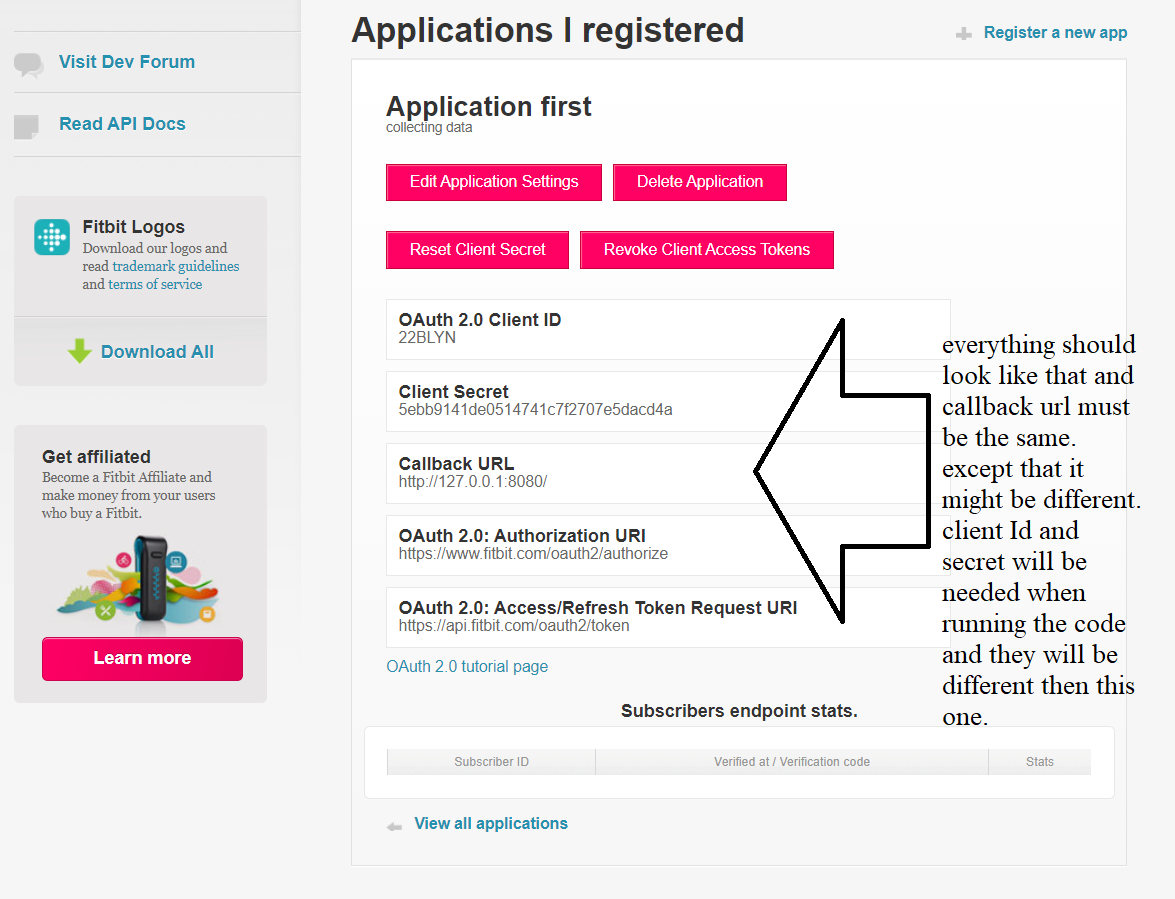 Visit Dev Forum
Read API Docs
Fitbit Logos
Download our logos and
read trademark guidelines
and terms of service
Download All
Get affiliated
Become a Fitbit Affiliate and
make money from your users
who buy a Fitbit.
Learn more
Applications I registered
Register a new app
Application first
collecting data
Edit Application Settings
Delete Application
Reset Client Secret
Revoke Client Access Tokens
OAuth 2.0 Client ID
22BLYN
Client Secret
5ebb9141de0514741c7f2707e5dacd4a
Callback URL
http://127.0.0.1:8080/
OAuth 2.0: Authorization URI
https://www.fitbit.com/oauth2/authorize
OAuth 2.0: Access/Refresh Token Request URI
https://api.fitbit.com/oauth2/token
OAuth 2.0 tutorial page
everything should
look like that and
callback url must
be the same.
except that it
might be different.
client Id and
secret will be
needed when
running the code
and they will be
different then this
one.
Subscribers endpoint stats.
Subscriber ID
Verified at / Verification code
Stats
View all applications